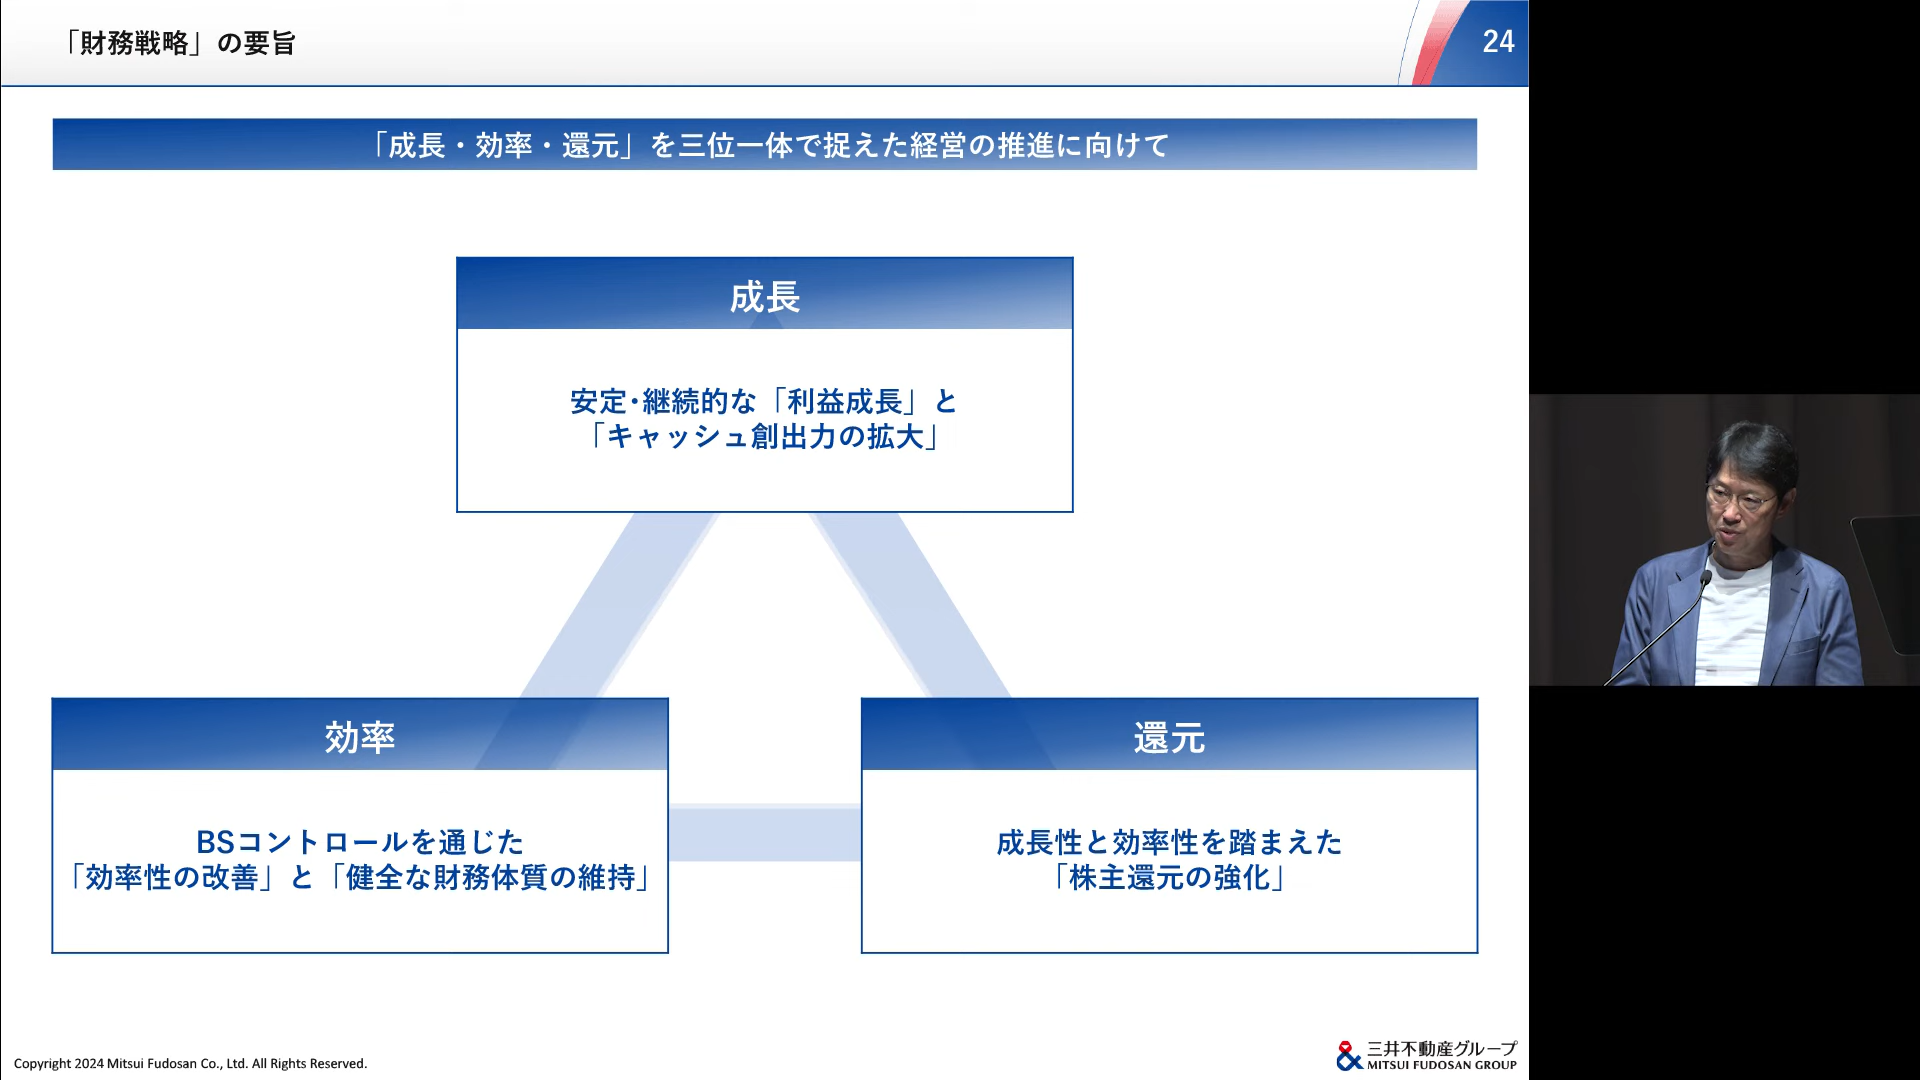 「財務戦略」の要旨
24
「成長・効率・還元」を三位一体で捉えた経営の推進に向けて
成長
安定･継続的な「利益成長」と
「キャッシュ創出力の拡大」
効率
BSコントロールを通じた
「効率性の改善」と「健全な財務体質の維持」
還元
成長性と効率性を踏まえた
「株主還元の強化」
Copyright 2024 Mitsui Fudosan Co., Ltd. All Rights Reserved.
三井不動産グループ
MITSUI FUDOSAN GROUP